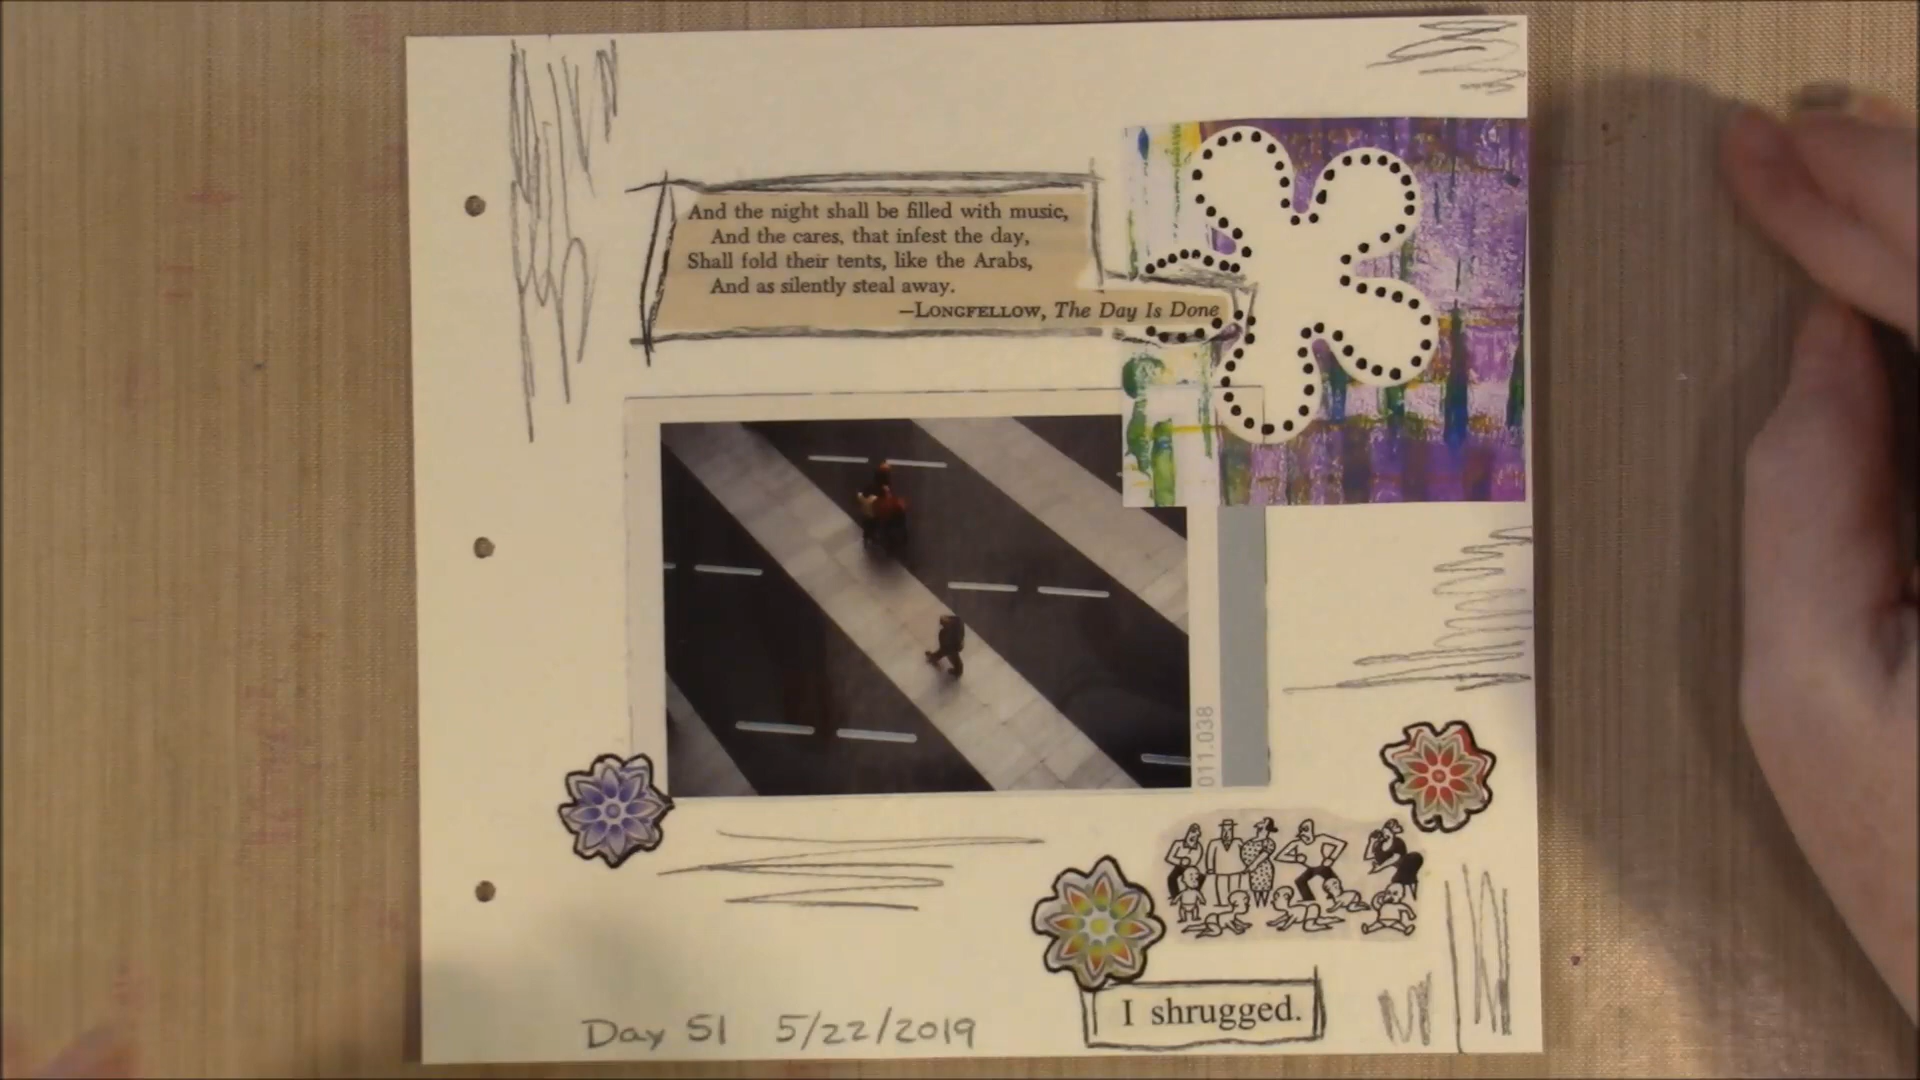 And the night shall be filled with music,
And the cares, that infest the day,
Shall fold their tents, like the Arabs,
And as silently steal away.
—LONGFELLOW, The Day Is Done
011.038
I shrugged.
Day 51 5/22/2019